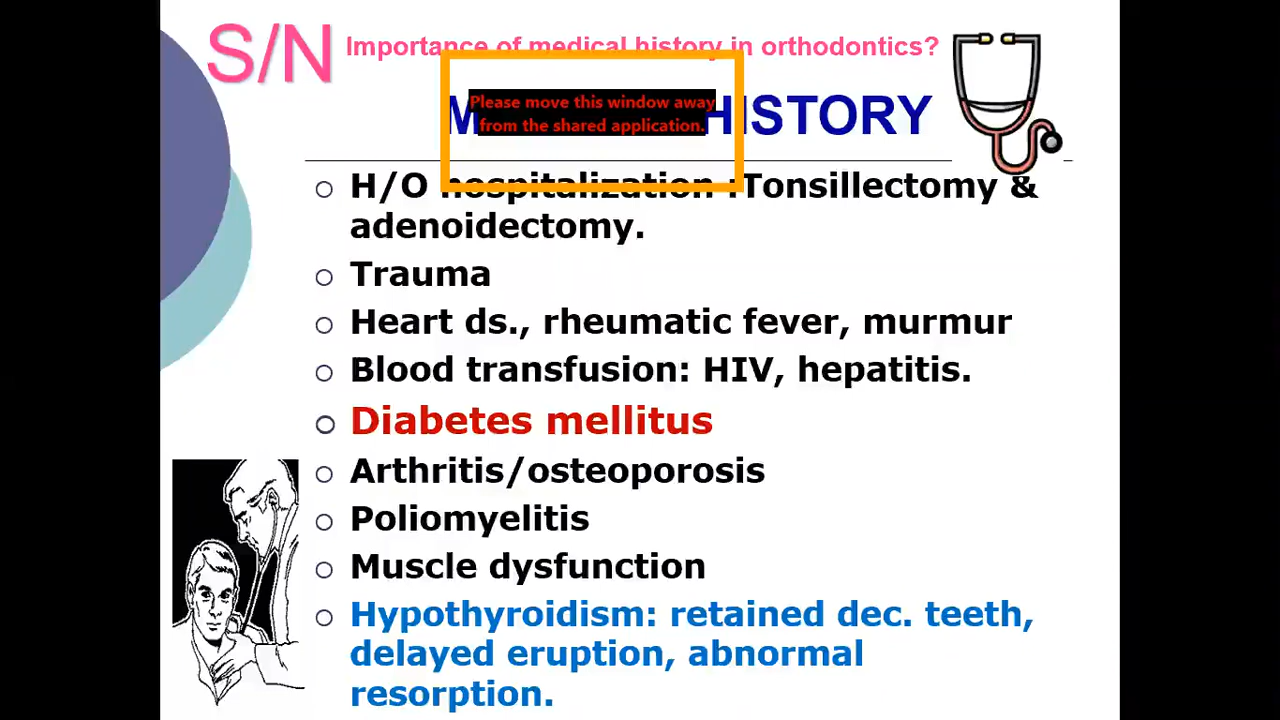 S/N Importance of medical history in orthodontics?
Please move this window away
from the shared application.
HISTORY
H/O hospitalization :Tonsillectomy &
adenoidectomy.
Trauma
Heart ds., rheumatic fever, murmur
Blood transfusion: HIV, hepatitis.
Diabetes mellitus
Arthritis/osteoporosis
Poliomyelitis
Muscle dysfunction
Hypothyroidism: retained dec. teeth,
delayed eruption, abnormal
resorption.